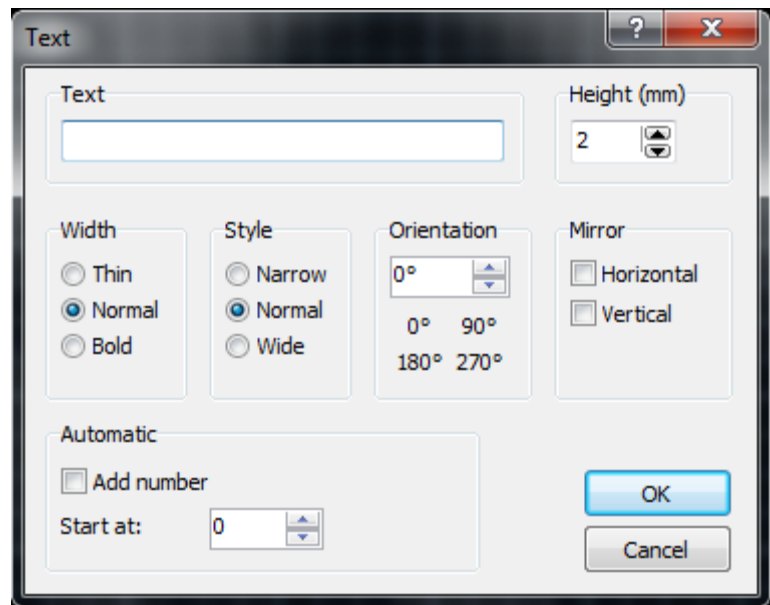 Text
?
Text
Height (mm)
2
Width
Style
Orientation
Mirror
Thin
Narrow
0°
Horizontal
Normal
Normal
Vertical
0° 90°
Bold
Wide
180° 270°
Automatic
Add number
Start at: 0
OK
Cancel